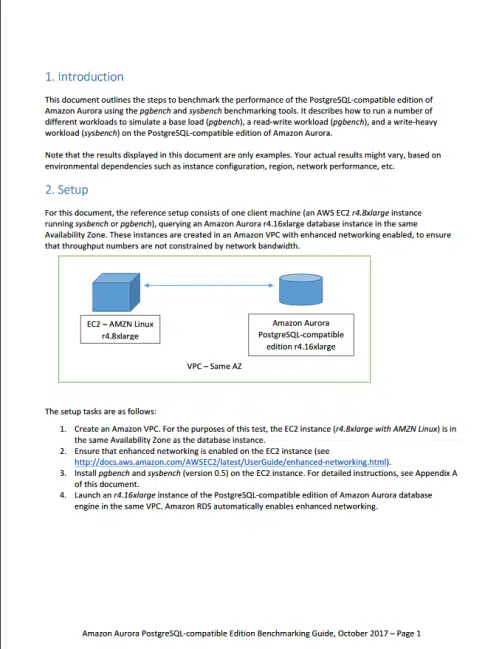 1. Introduction
This document outlines the steps to benchmark the performance of the PostgreSQL-compatible edition of
Amazon Aurora using the pgbench and sysbench benchmarking tools. It describes how to run a number of
different workloads to simulate a base load (pgbench), a read-write workload (pgbench), and a write-heavy
workload (sysbench) on the PostgreSQL-compatible edition of Amazon Aurora.
Note that the results displayed in this document are only examples. Your actual results might vary, based on
environmental dependencies such as instance configuration, region, network performance, etc.
2. Setup
For this document, the reference setup consists of one client machine (an AWS EC2 r4.8xlarge instance
running sysbench or pgbench), querying an Amazon Aurora r4.16xlarge database instance in the same
Availability Zone. These instances are created in an Amazon VPC with enhanced networking enabled, to ensure
that throughput numbers are not constrained by network bandwidth.
EC2 – AMZN Linux
r4.8xlarge
Amazon Aurora
PostgreSQL-compatible
edition r4.16xlarge
VPC – Same AZ
The setup tasks are as follows:
1. Create an Amazon VPC. For the purposes of this test, the EC2 instance (r4.8xlarge with AMZN Linux) is in
the same Availability Zone as the database instance.
2. Ensure that enhanced networking is enabled on the EC2 instance (see
http://docs.aws.amazon.com/AWSEC2/latest/UserGuide/enhanced-networking.html).
3. Install pgbench and sysbench (version 0.5) on the EC2 instance. For detailed instructions, see Appendix A
of this document.
4. Launch an r4.16xlarge instance of the PostgreSQL-compatible edition of Amazon Aurora database
engine in the same VPC. Amazon RDS automatically enables enhanced networking.
Amazon Aurora PostgreSQL-compatible Edition Benchmarking Guide, October 2017 – Page 1